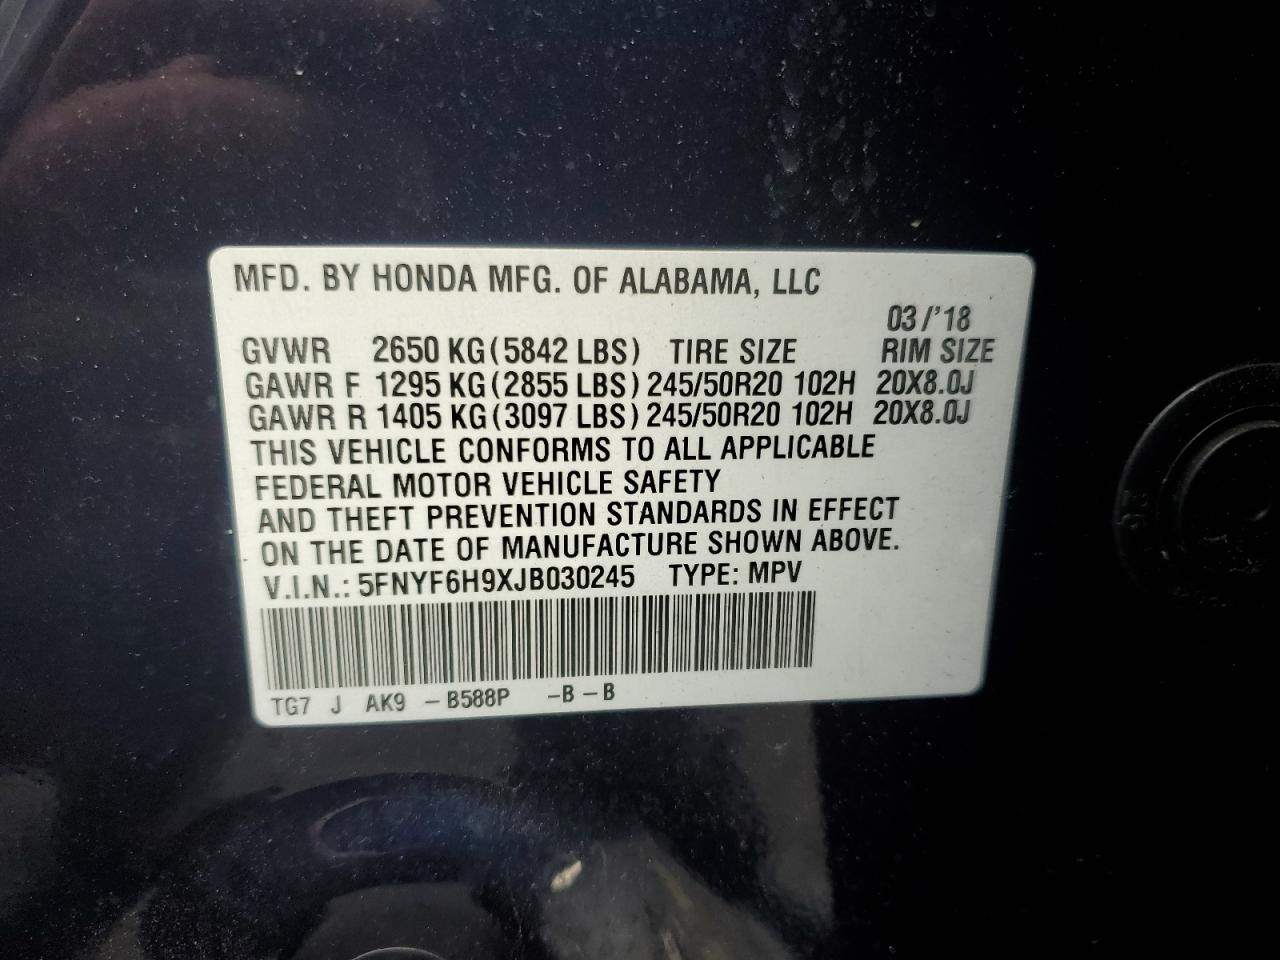 MFD. BY HONDA MFG. OF ALABAMA, LLC
03/'18
GVWR 2650 KG(5842 LBS) TIRE SIZE RIM SIZE
GAWR F 1295 KG(2855 LBS) 245/50R20 102H 20X8.0J
GAWR R 1405 KG(3097 LBS) 245/50R20 102H 20X8.0J
THIS VEHICLE CONFORMS TO ALL APPLICABLE
FEDERAL MOTOR VEHICLE SAFETY
AND THEFT PREVENTION STANDARDS IN EFFECT
ON THE DATE OF MANUFACTURE SHOWN ABOVE.
V.I.N.: 5FNYF6H9XJB030245 TYPE: MPV
TG7 J AK9 -B588P -B-B